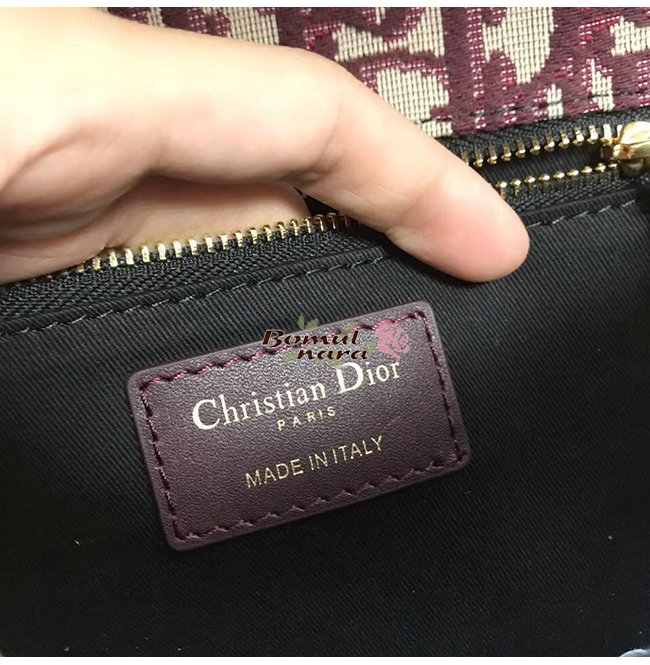 Bomul
nara
Christian Dior
PARIS
MADE IN ITALY